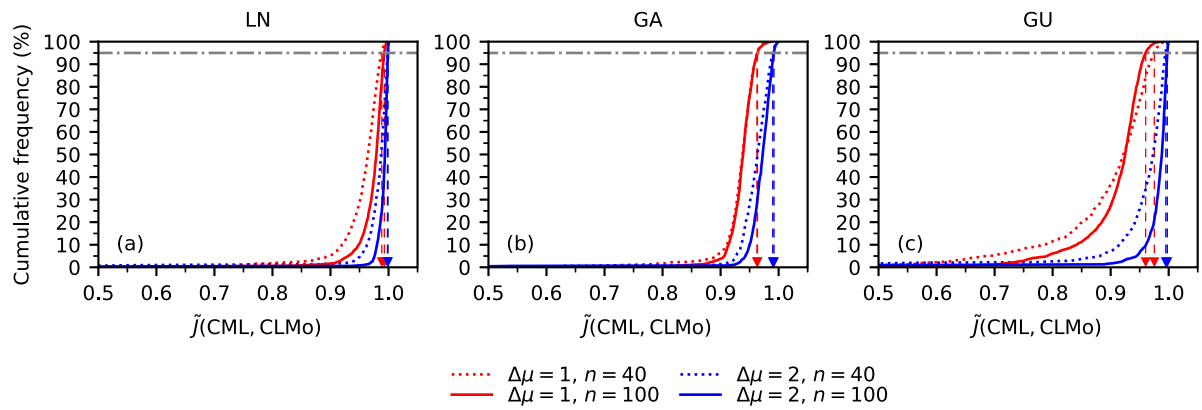 LN
GA
GU
Cumulative frequency (%)
100
90
80
70
60
50
40
30
20
10
0
(a)
0.5 0.6 0.7 0.8 0.9 1.0
J̃(CML, CLMo)
100
90
80
70
60
50
40
30
20
10
0
(b)
0.5 0.6 0.7 0.8 0.9 1.0
J̃(CML, CLMo)
100
90
80
70
60
50
40
30
20
10
0
(c)
0.5 0.6 0.7 0.8 0.9 1.0
J̃(CML, CLMo)
Δμ = 1, n = 40
Δμ = 1, n = 100
Δμ = 2, n = 40
Δμ = 2, n = 100